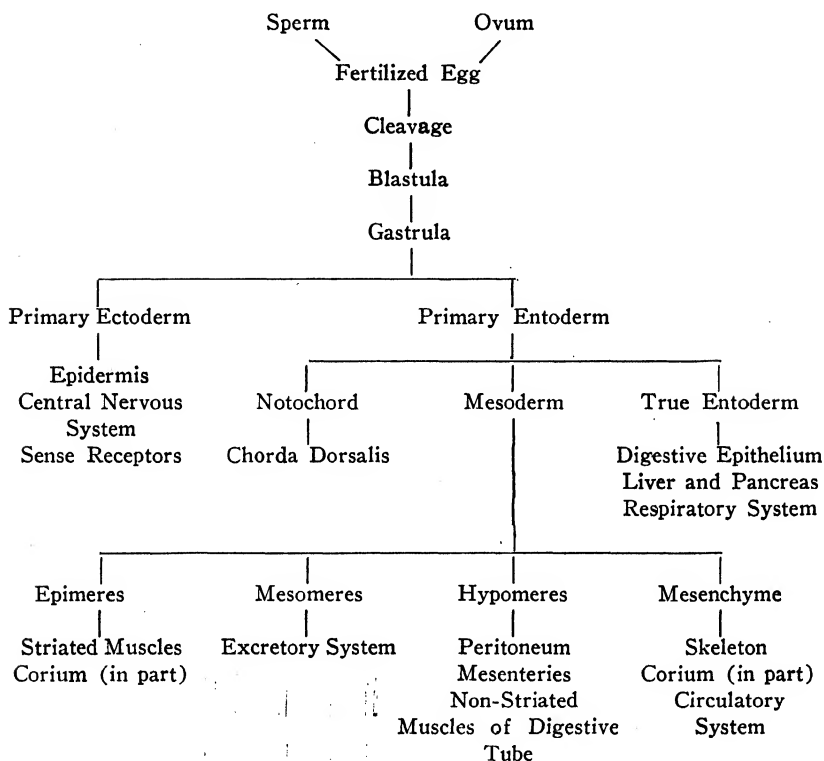 Sperm Ovum
Fertilized Egg
Cleavage
Blastula
Gastrula
Primary Ectoderm Primary Entoderm
Epidermis
Central Nervous
System
Sense Receptors
Notochord Mesoderm True Entoderm
Chorda Dorsalis
Digestive Epithelium
Liver and Pancreas
Respiratory System
Epimeres Mesomeres Hypomeres Mesenchyme
Striated Muscles
Corium (in part)
Excretory System
Peritoneum
Mesenteries
Non-Striated
Muscles of Digestive
Tube
Skeleton
Corium (in part)
Circulatory
System